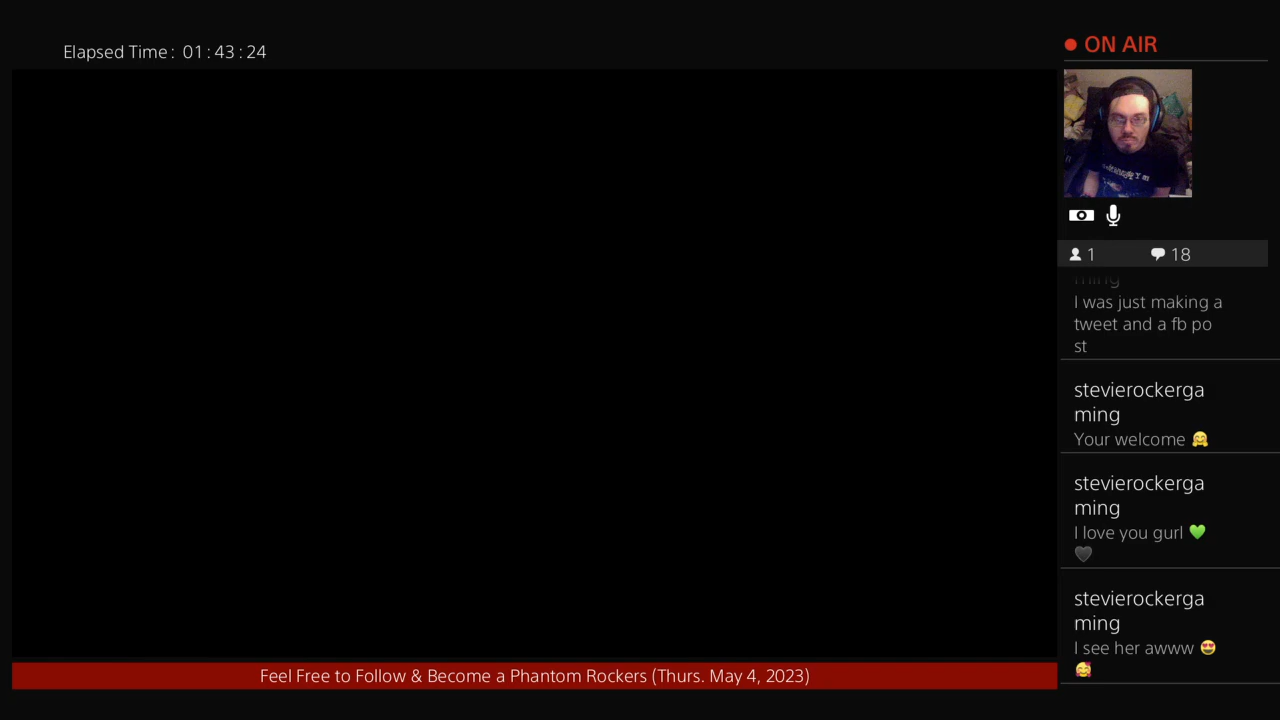 Elapsed Time: 01:43:24
ON AIR
1 18
ming
I was just making a
tweet and a fb po
st
stevierockerga
ming
Your welcome 🤗
stevierockerga
ming
I love you gurl 💚
🖤
stevierockerga
ming
I see her awww 😍
🥰
Feel Free to Follow & Become a Phantom Rockers (Thurs. May 4, 2023)